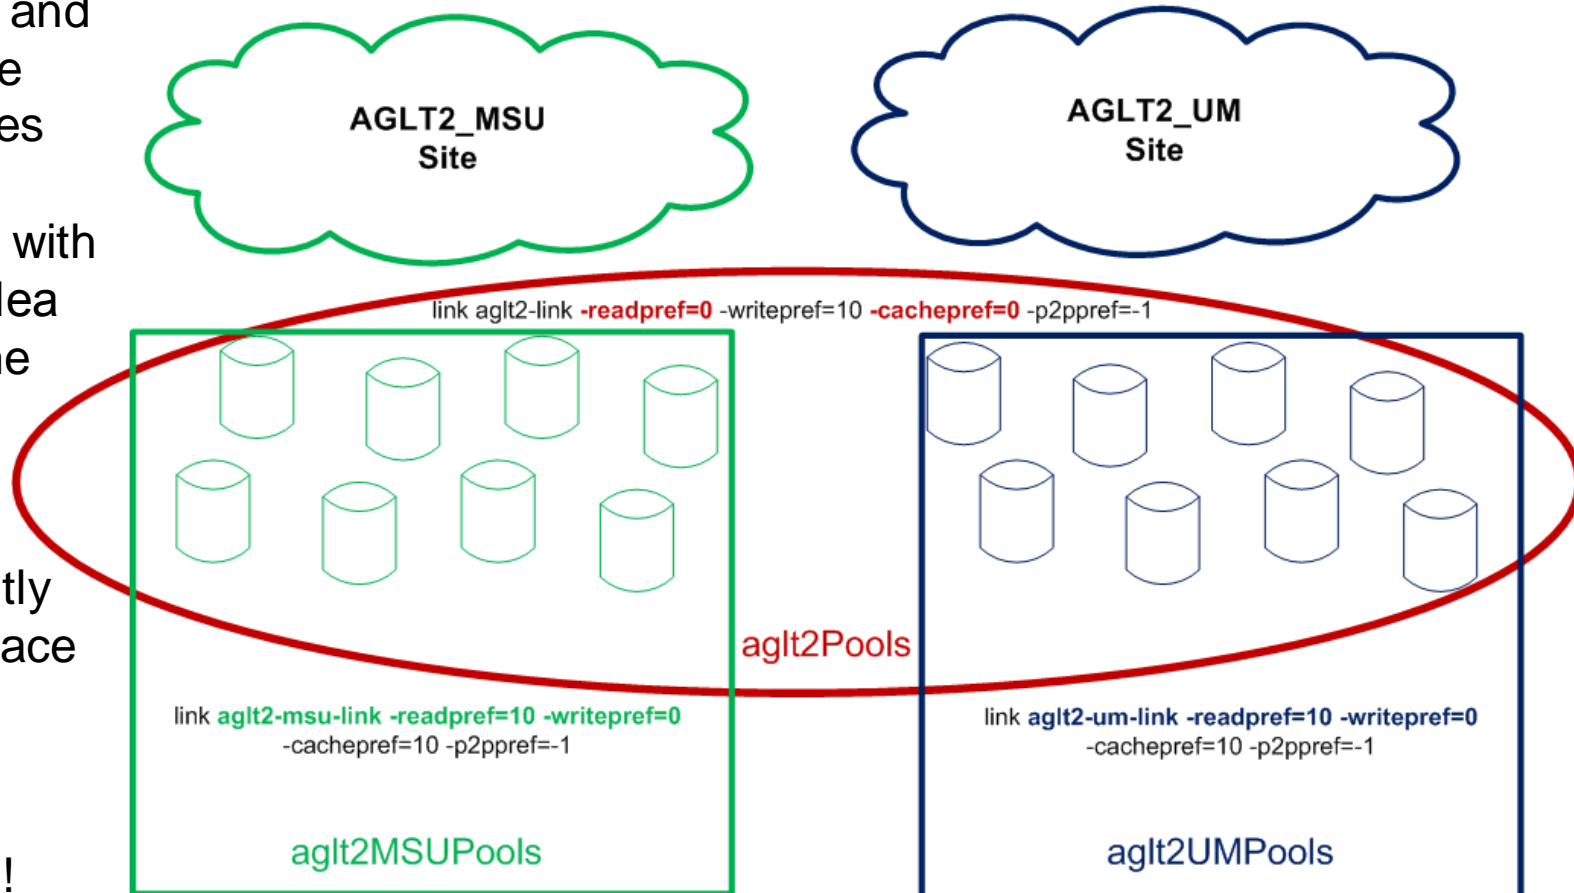 and
e
es
with
lea
ne
tly
ace
!
AGLT2_MSU
Site
AGLT2_UM
Site
link aglt2-link -readpref=0 -writepref=10 -cachepref=0 -p2ppref=-1
aglt2Pools
link aglt2-msu-link -readpref=10 -writepref=0
-cachepref=10 -p2ppref=-1
aglt2MSUPools
link aglt2-um-link -readpref=10 -writepref=0
-cachepref=10 -p2ppref=-1
aglt2UMPools